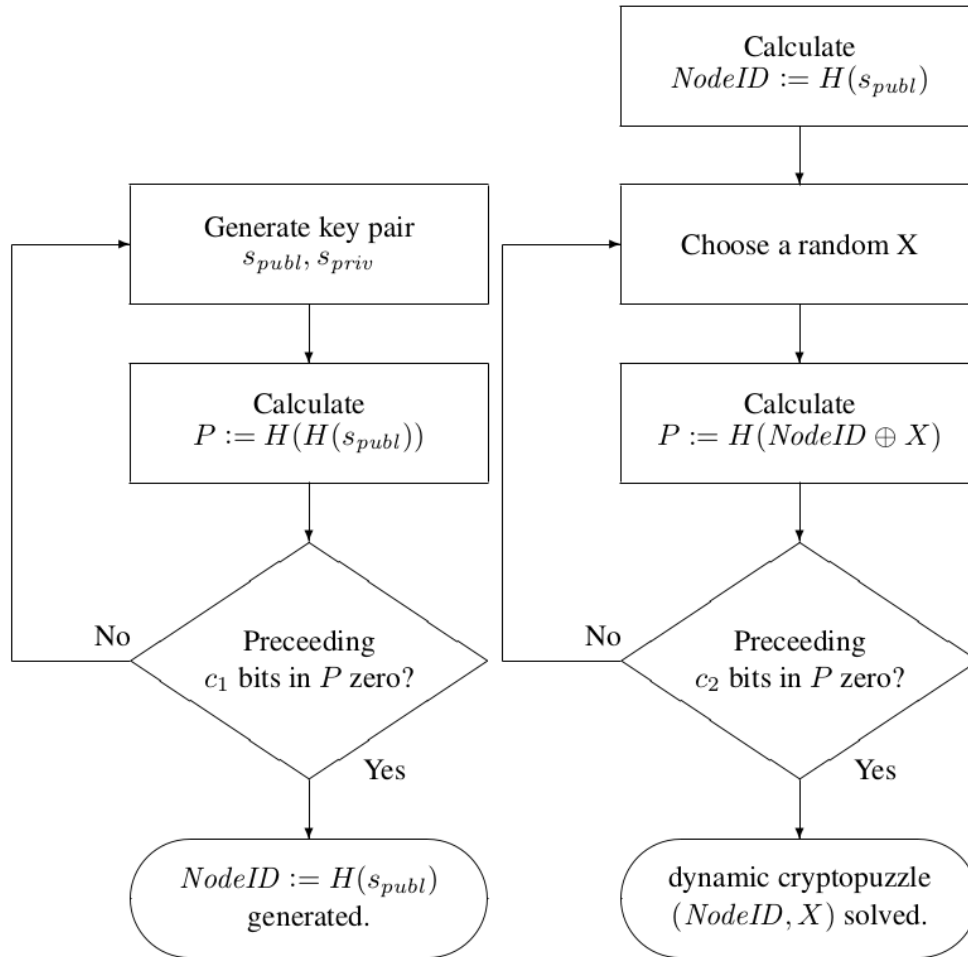 Generate key pair
s_publ, s_priv
Calculate
P := H(H(s_publ))
No
Preceeding
c_1 bits in P zero?
Yes
NodeID := H(s_publ)
generated.
Calculate
NodeID := H(s_publ)
Choose a random X
Calculate
P := H(NodeID ⊕ X)
No
Preceeding
c_2 bits in P zero?
Yes
dynamic cryptopuzzle
(NodeID, X) solved.